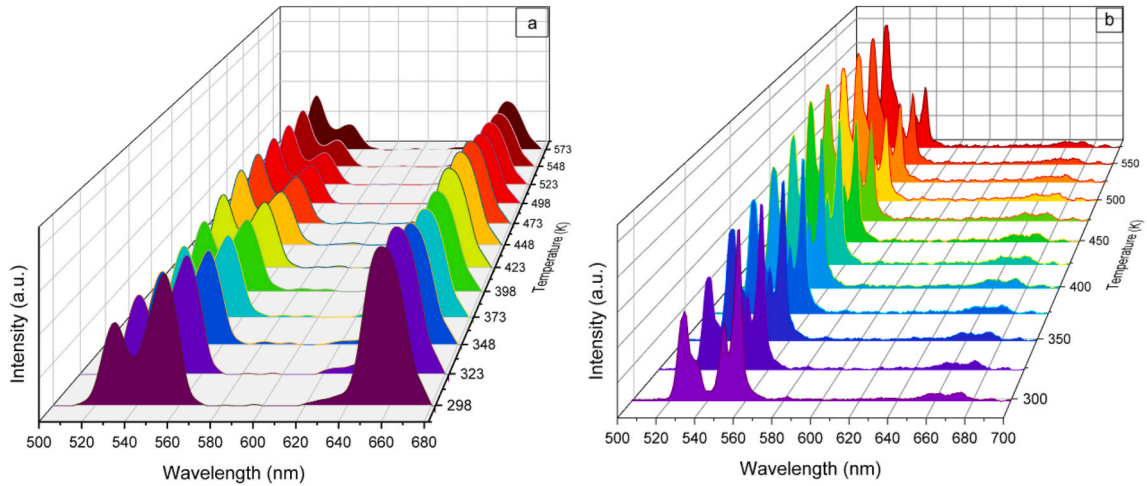 a
573
548
523
498
473
448
423
398
373
348
323
298
Temperature (K)
Intensity (a.u.)
500 520 540 560 580 600 620 640 660 680
Wavelength (nm)
b
550
500
450
400
350
300
Temperature (K)
Intensity (a.u.)
500 520 540 560 580 600 620 640 660 680 700
Wavelength (nm)